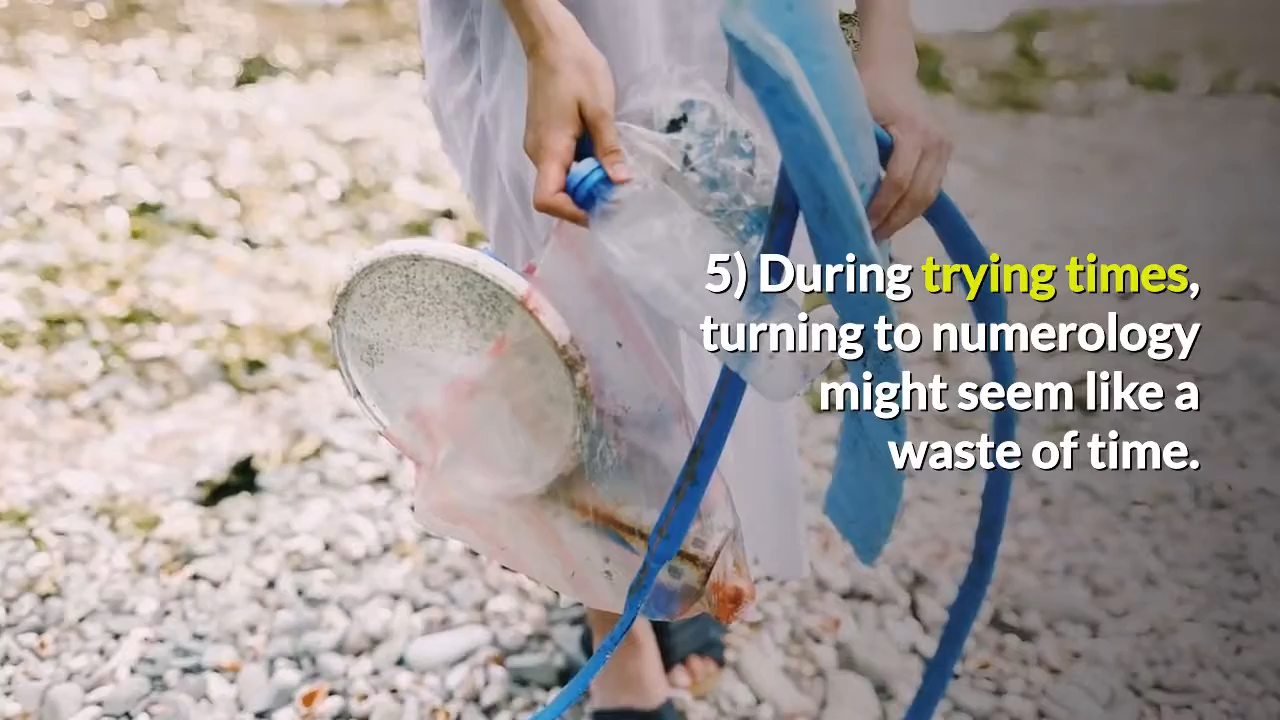 5) During trying times,
turning to numerology
might seem like a
waste of time.